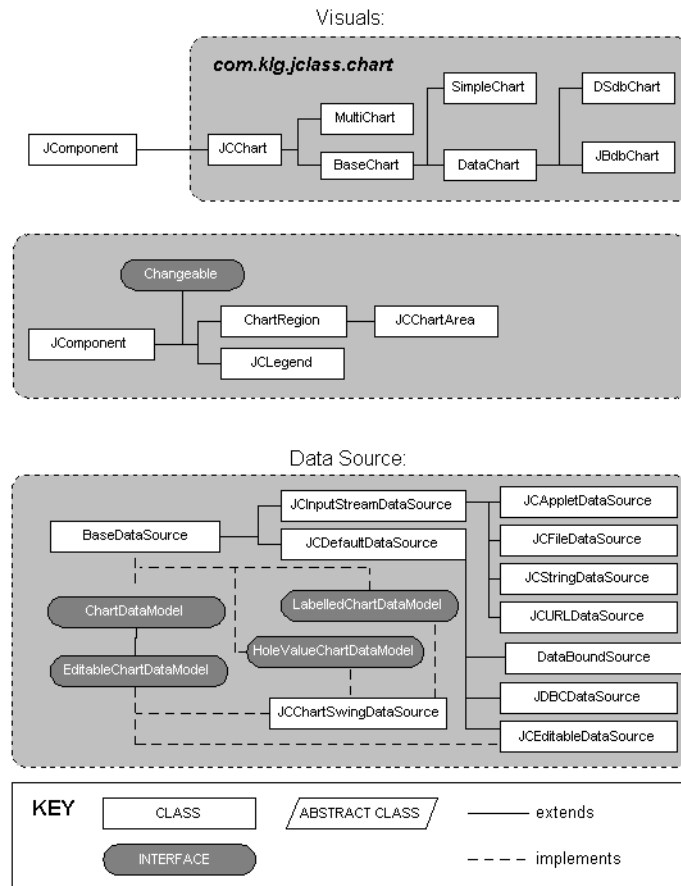 Visuals:
com.klg.jclass.chart
SimpleChart
DSdbChart
MultiChart
JComponent
JCChart
BaseChart
DataChart
JBdbChart
Changeable
ChartRegion
JCChartArea
JComponent
JCLegend
Data Source:
JCInputStreamDataSource
JCAppletDataSource
BaseDataSource
JCDefaultDataSource
JCFileDataSource
JCStringDataSource
ChartDataModel
LabelledChartDataModel
JCURLDataSource
HoleValueChartDataModel
DataBoundSource
EditableChartDataModel
JDBCDataSource
JCChartSwingDataSource
JCEditableDataSource
KEY
CLASS
ABSTRACT CLASS
extends
INTERFACE
implements